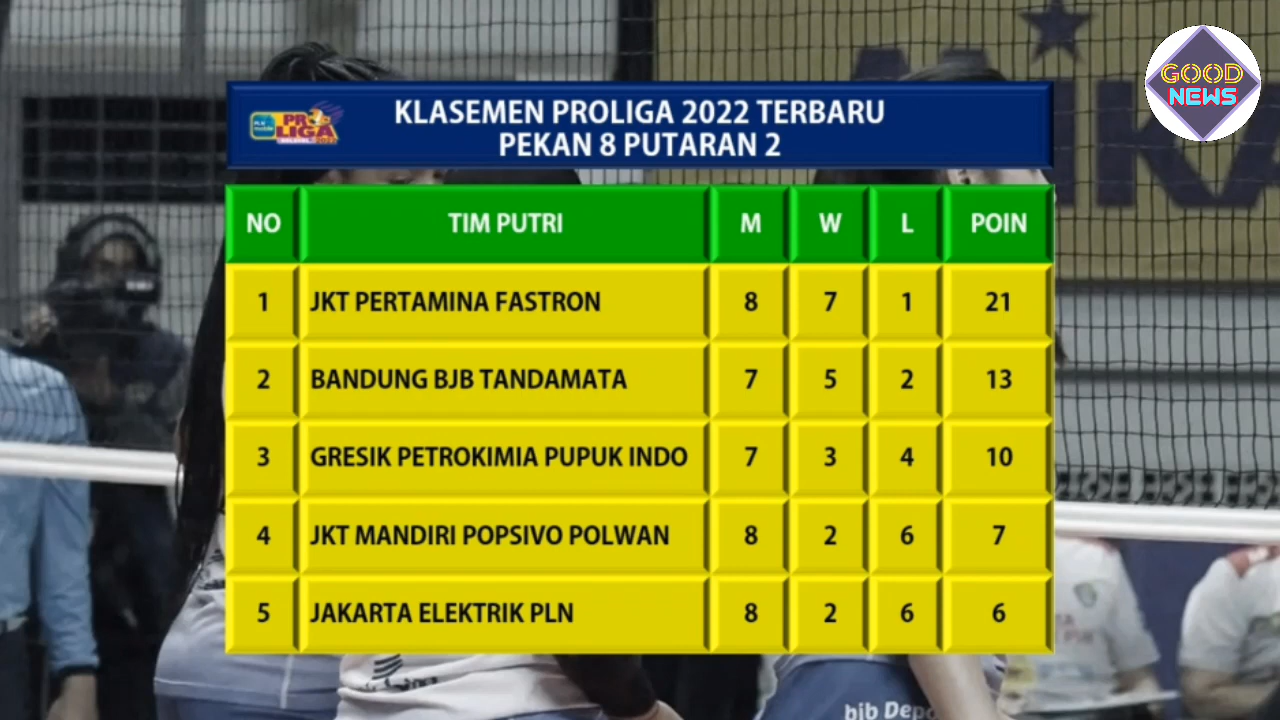 GOOD
NEWS
KLASEMEN PROLIGA 2022 TERBARU
PEKAN 8 PUTARAN 2
PRO
LIGA
NO TIM PUTRI M W L POIN
1 JKT PERTAMINA FASTRON 8 7 1 21
2 BANDUNG BJB TANDAMATA 7 5 2 13
3 GRESIK PETROKIMIA PUPUK INDO 7 3 4 10
4 JKT MANDIRI POPSIVO POLWAN 8 2 6 7
5 JAKARTA ELEKTRIK PLN 8 2 6 6
bjb